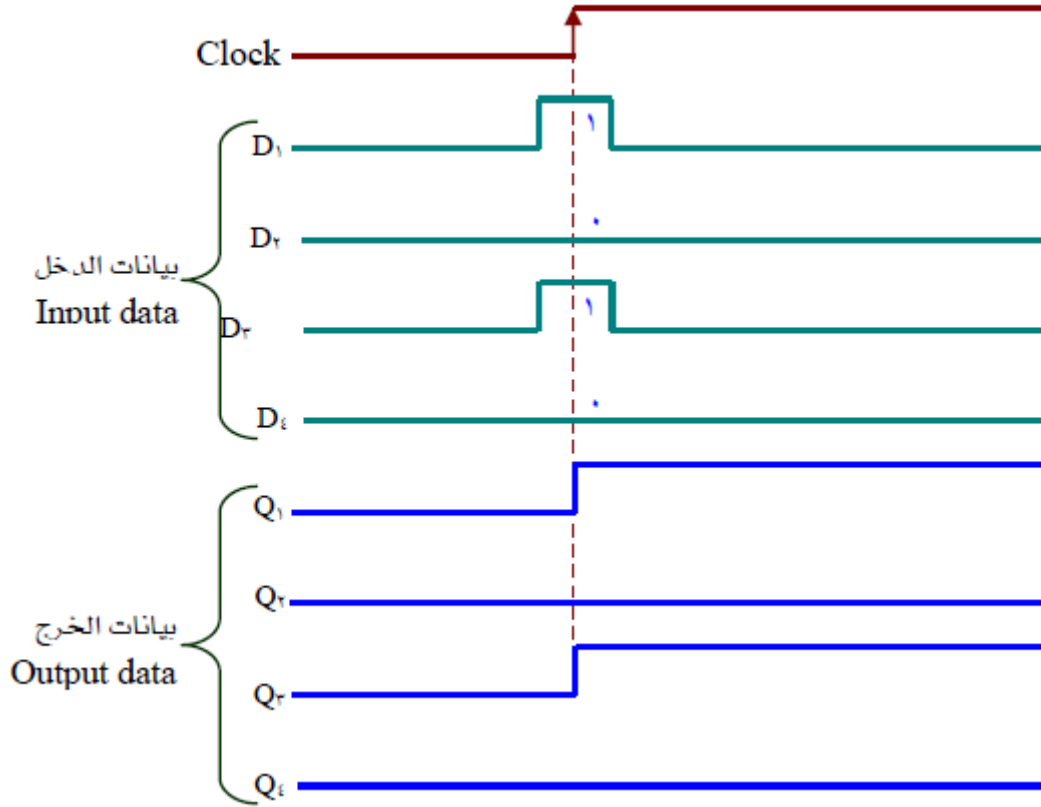 Clock
D١
١
D٢
٠
بيانات الدخل
Input data
D٣
١
D٤
٠
Q١
Q٢
بيانات الخرج
Output data
Q٣
Q٤